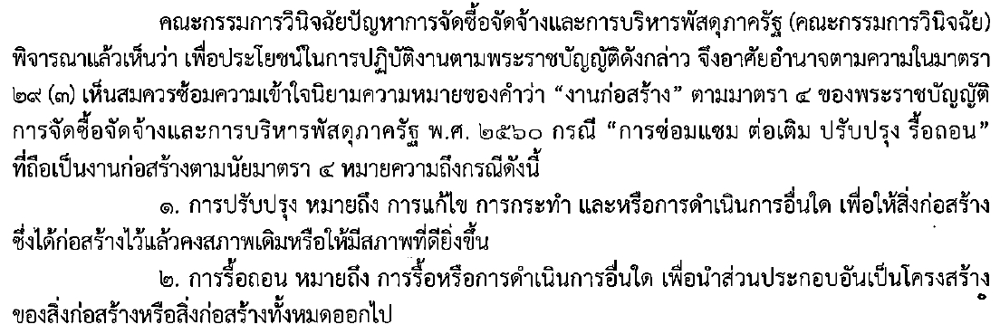 คณะกรรมการวินิจฉัยปัญหาการจัดซื้อจัดจ้างและการบริหารพัสดุภาครัฐ (คณะกรรมการวินิจฉัย)
พิจารณาแล้วเห็นว่า เพื่อประโยชน์ในการปฏิบัติงานตามพระราชบัญญัติดังกล่าว จึงอาศัยอำนาจตามความในมาตรา
๒๙ (๓) เห็นสมควรซ้อมความเข้าใจนิยามความหมายของคำว่า “งานก่อสร้าง” ตามมาตรา ๔ ของพระราชบัญญัติ
การจัดซื้อจัดจ้างและการบริหารพัสดุภาครัฐ พ.ศ. ๒๕๖๐ กรณี “การซ่อมแซม ต่อเติม ปรับปรุง รื้อถอน”
ที่ถือเป็นงานก่อสร้างตามนัยมาตรา ๔ หมายความถึงกรณีดังนี้
๑. การปรับปรุง หมายถึง การแก้ไข การกระทำ และหรือการดำเนินการอื่นใด เพื่อให้สิ่งก่อสร้าง
ซึ่งได้ก่อสร้างไว้แล้วคงสภาพเดิมหรือให้มีสภาพที่ดียิ่งขึ้น
๒. การรื้อถอน หมายถึง การรื้อหรือการดำเนินการอื่นใด เพื่อนำส่วนประกอบอันเป็นโครงสร้าง
ของสิ่งก่อสร้างหรือสิ่งก่อสร้างทั้งหมดออกไป